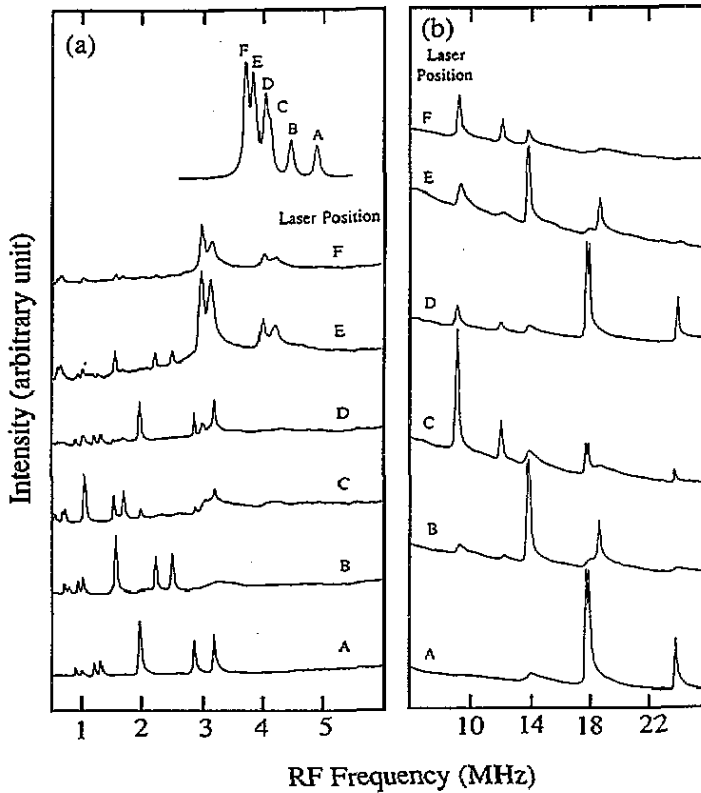 (a)
F
E
D
C
B
A
Laser Position
F
E
D
C
B
A
1 2 3 4 5
(b)
Laser
Position
F
E
D
C
B
A
10 14 18 22
Intensity (arbitrary unit)
RF Frequency (MHz)